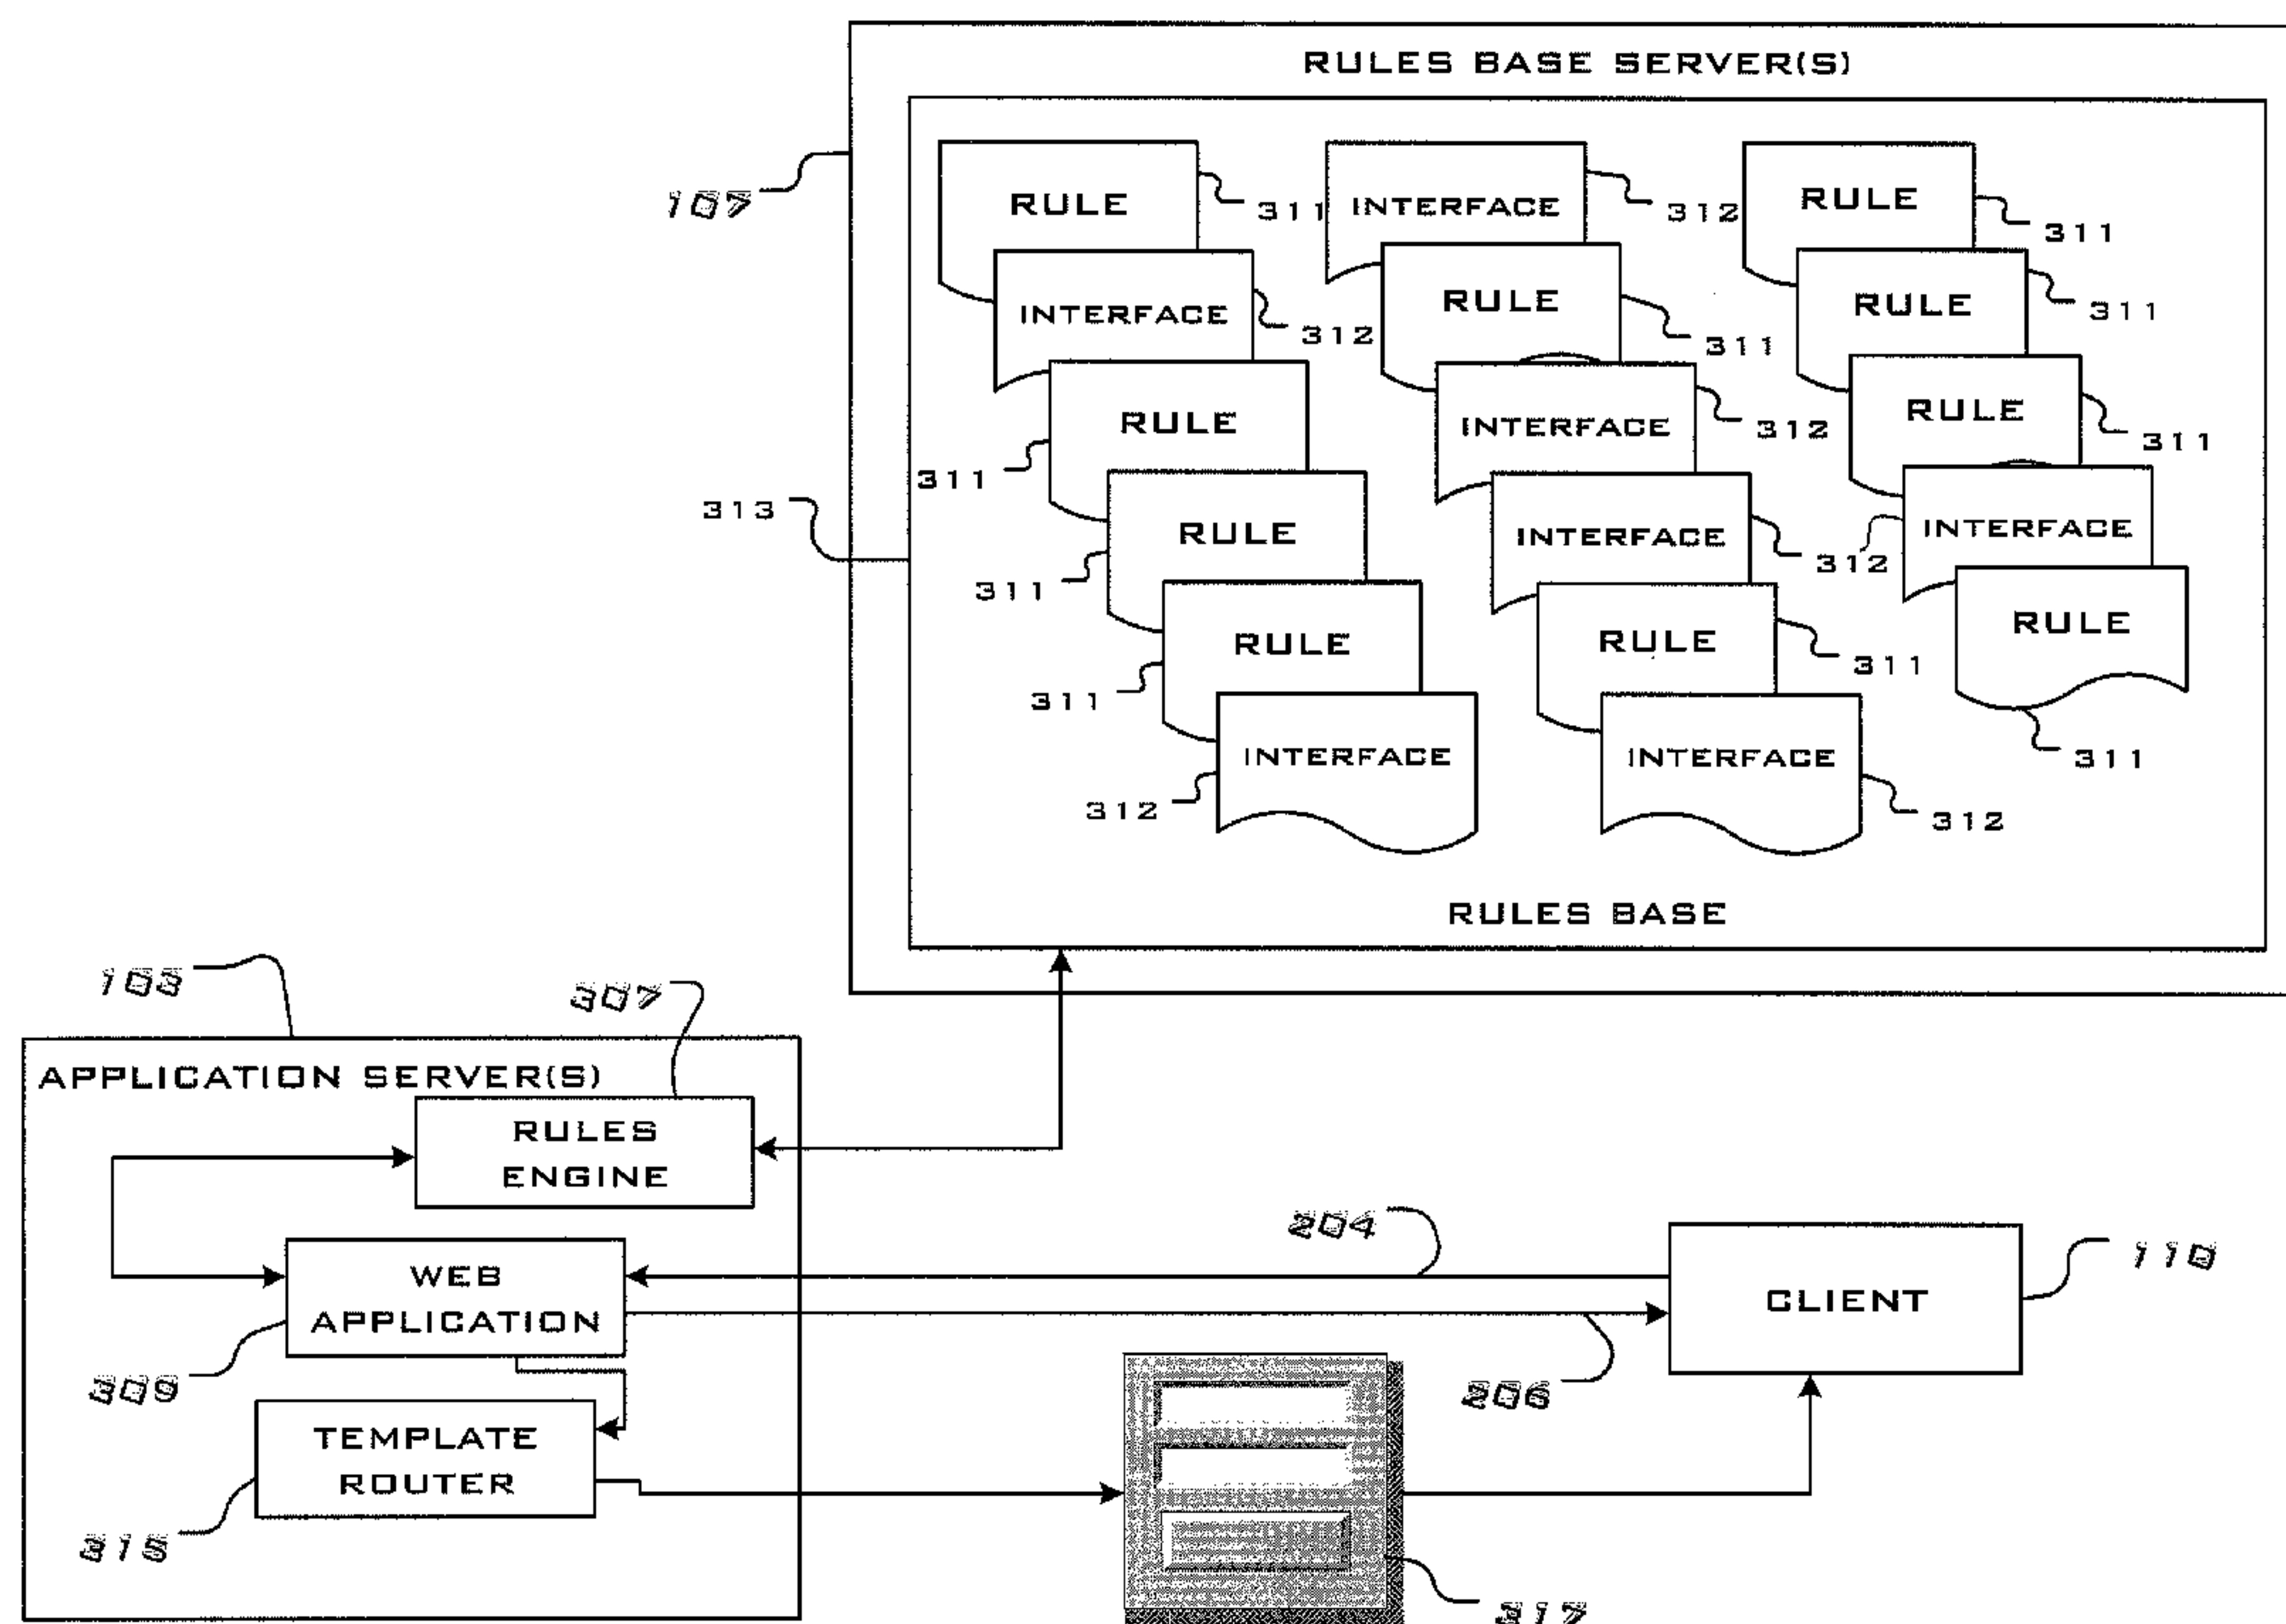 RULES BASE SERVER(S)
107
RULE
311
INTERFACE
312
RULE
311
INTERFACE
312
RULE
311
RULE
311
RULE
311
INTERFACE
312
RULE
311
RULE
311
313
RULE
311
INTERFACE
312
INTERFACE
312
RULE
311
RULE
311
RULE
311
INTERFACE
312
INTERFACE
312
RULES BASE
103
307
APPLICATION SERVER(S)
RULES
ENGINE
204
110
WEB
APPLICATION
CLIENT
309
206
TEMPLATE
ROUTER
315
317